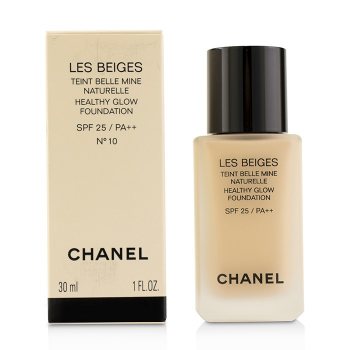 LES BEIGES
TEINT BELLE MINE
NATURELLE
HEALTHY GLOW
FOUNDATION
SPF 25 / PA++
N°10
CHANEL
30 ml 1 FL.OZ.
LES BEIGES
TEINT BELLE MINE
NATURELLE
HEALTHY GLOW
FOUNDATION
SPF 25 / PA++
CHANEL